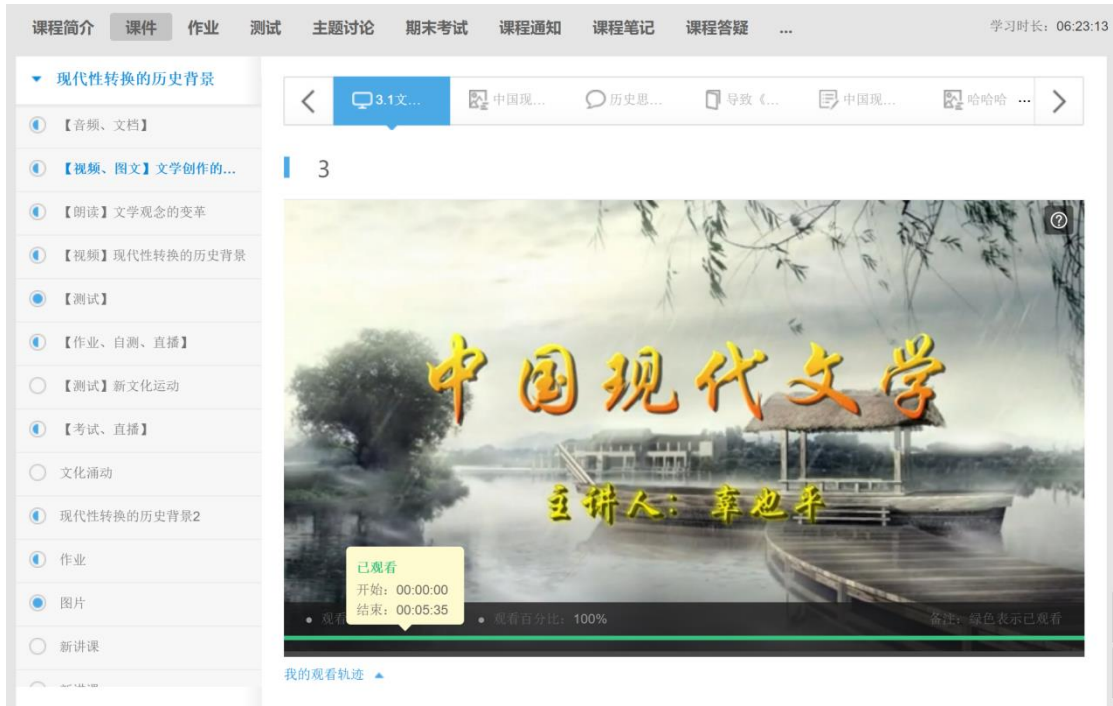 课程简介 课件 作业 测试 主题讨论 期末考试 课程通知 课程笔记 课程答疑 ... 学习时长：06:23:13
现代性转换的历史背景
【音频、文档】
【视频、图文】文学创作的...
【朗读】文学观念的变革
【视频】现代性转换的历史背景
【测试】
【作业、自测、直播】
【测试】新文化运动
【考试、直播】
文化涌动
现代性转换的历史背景2
作业
图片
新讲课
3.1文... 中国现... 历史思... 导致《... 中国现... 哈哈哈 ...
3
中国现代文学
主讲人：辜也平
已观看
开始：00:00:00
结束：00:05:35
观看百分比：100% 备注：绿色表示已观看
我的观看轨迹